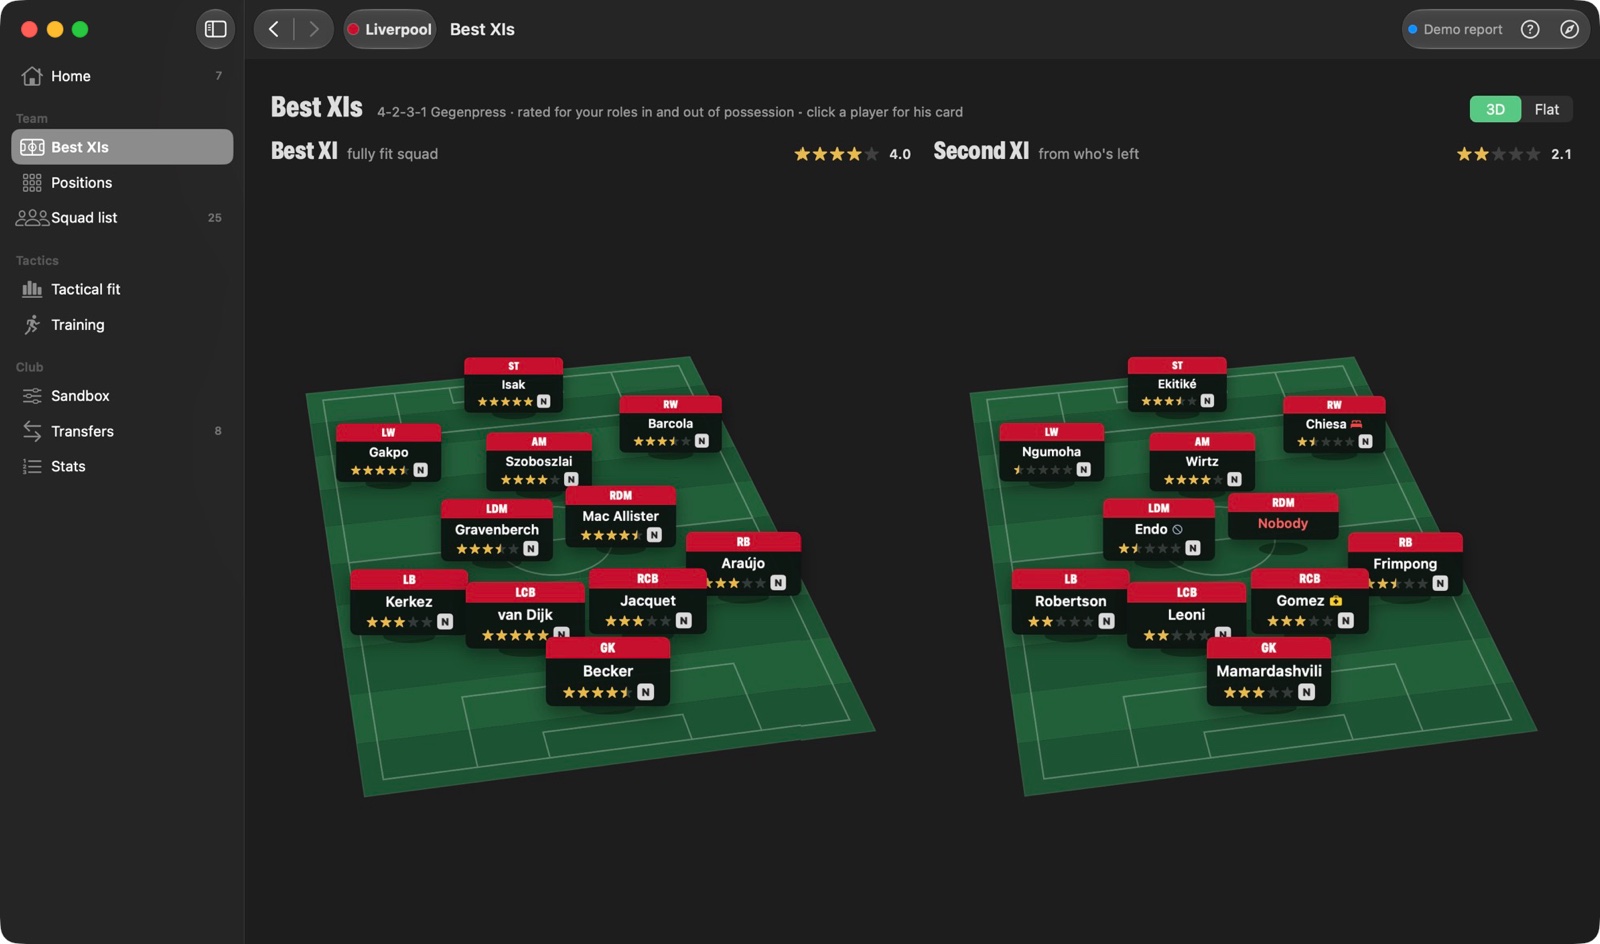 Liverpool
Best XIs
Demo report
Home 7
Team
Best XIs
Positions
Squad list 25
Tactics
Tactical fit
Training
Club
Sandbox
Transfers 8
Stats
Best XIs 4-2-3-1 Gegenpress · rated for your roles in and out of possession · click a player for his card
3D Flat
Best XI fully fit squad 4.0
ST
Isak
N
RW
Barcola
N
LW
Gakpo
N
AM
Szoboszlai
N
RDM
Mac Allister
N
LDM
Gravenberch
N
RB
Araújo
N
LB
Kerkez
N
RCB
Jacquet
N
LCB
van Dijk
N
GK
Becker
N
Second XI from who's left 2.1
ST
Ekitiké
N
RW
Chiesa
N
LW
Ngumoha
N
AM
Wirtz
N
RDM
Nobody
LDM
Endo
N
RB
Frimpong
N
LB
Robertson
N
RCB
Gomez
N
LCB
Leoni
N
GK
Mamardashvili
N